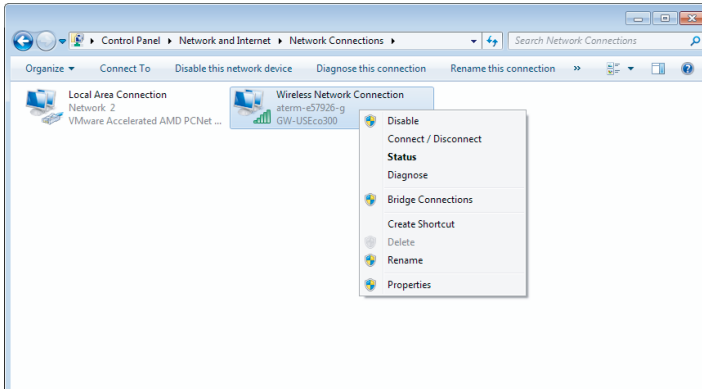 Control Panel Network and Internet Network Connections
Search Network Connections
Organize Connect To Disable this network device Diagnose this connection Rename this connection »
Local Area Connection
Network 2
VMware Accelerated AMD PCNet ...
Wireless Network Connection
aterm-e57926-g
GW-USEco300
Disable
Connect / Disconnect
Status
Diagnose
Bridge Connections
Create Shortcut
Delete
Rename
Properties